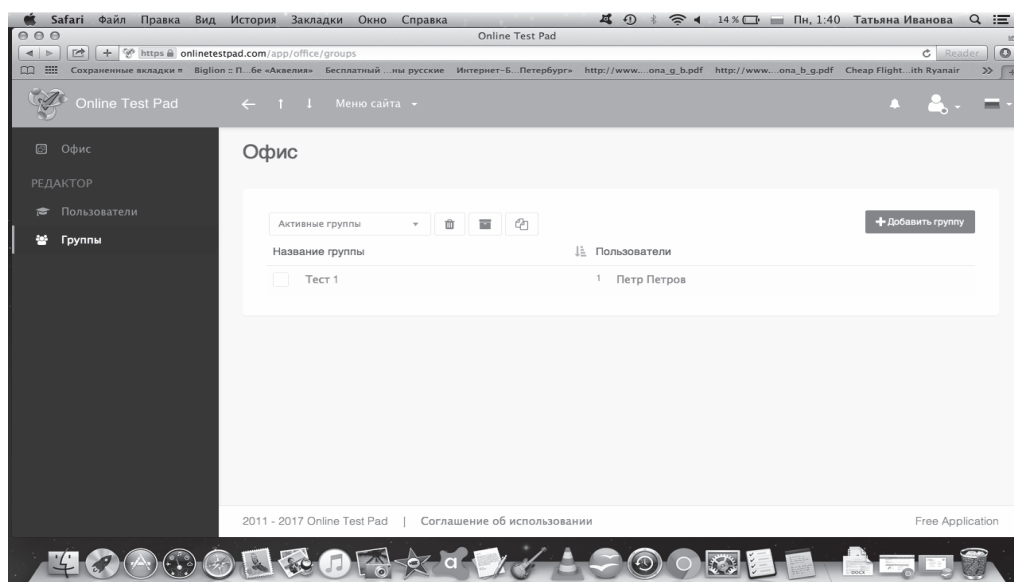 Safari Файл Правка Вид История Закладки Окно Справка 14 % Пн, 1:40 Татьяна Иванова
Online Test Pad
https onlinetestpad.com/app/office/groups Reader
Сохраненные вкладки Biglion :: П...бе «Аквелия» Бесплатный ...ны русские Интернет-Б...Петербург» http://www....ona_g_b.pdf http://www....ona_b_g.pdf Cheap Flight...ith Ryanair
Online Test Pad Меню сайта
Офис
РЕДАКТОР
Пользователи
Группы
Офис
Активные группы
Добавить группу
Название группы Пользователи
Тест 1 1 Петр Петров
2011 - 2017 Online Test Pad | Соглашение об использовании Free Application
DOCX